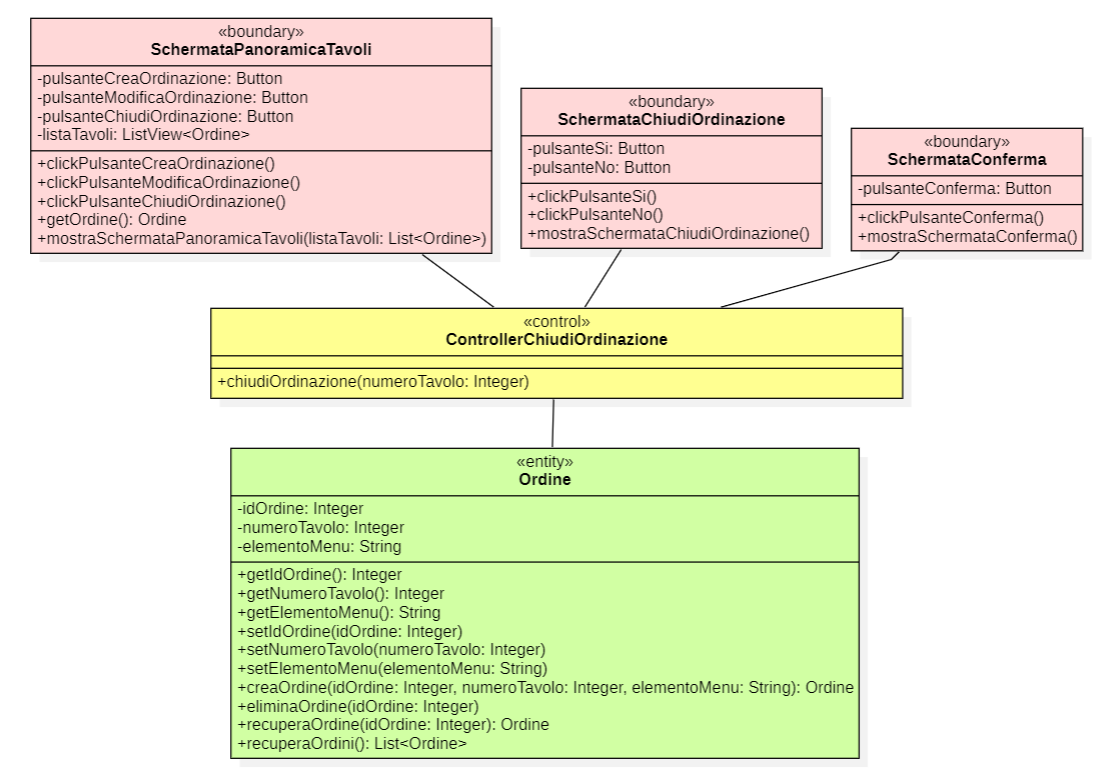 «boundary»
SchermataPanoramicaTavoli
-pulsanteCreaOrdinazione: Button
-pulsanteModificaOrdinazione: Button
-pulsanteChiudiOrdinazione: Button
-listaTavoli: ListView<Ordine>
+clickPulsanteCreaOrdinazione()
+clickPulsanteModificaOrdinazione()
+clickPulsanteChiudiOrdinazione()
+getOrdine(): Ordine
+mostraSchermataPanoramicaTavoli(listaTavoli: List<Ordine>)
«boundary»
SchermataChiudiOrdinazione
-pulsanteSi: Button
-pulsanteNo: Button
+clickPulsanteSi()
+clickPulsanteNo()
+mostraSchermataChiudiOrdinazione()
«boundary»
SchermataConferma
-pulsanteConferma: Button
+clickPulsanteConferma()
+mostraSchermataConferma()
«control»
ControllerChiudiOrdinazione
+chiudiOrdinazione(numeroTavolo: Integer)
«entity»
Ordine
-idOrdine: Integer
-numeroTavolo: Integer
-elementoMenu: String
+getIdOrdine(): Integer
+getNumeroTavolo(): Integer
+getElementoMenu(): String
+setIdOrdine(idOrdine: Integer)
+setNumeroTavolo(numeroTavolo: Integer)
+setElementoMenu(elementoMenu: String)
+creaOrdine(idOrdine: Integer, numeroTavolo: Integer, elementoMenu: String): Ordine
+eliminaOrdine(idOrdine: Integer)
+recuperaOrdine(idOrdine: Integer): Ordine
+recuperaOrdini(): List<Ordine>